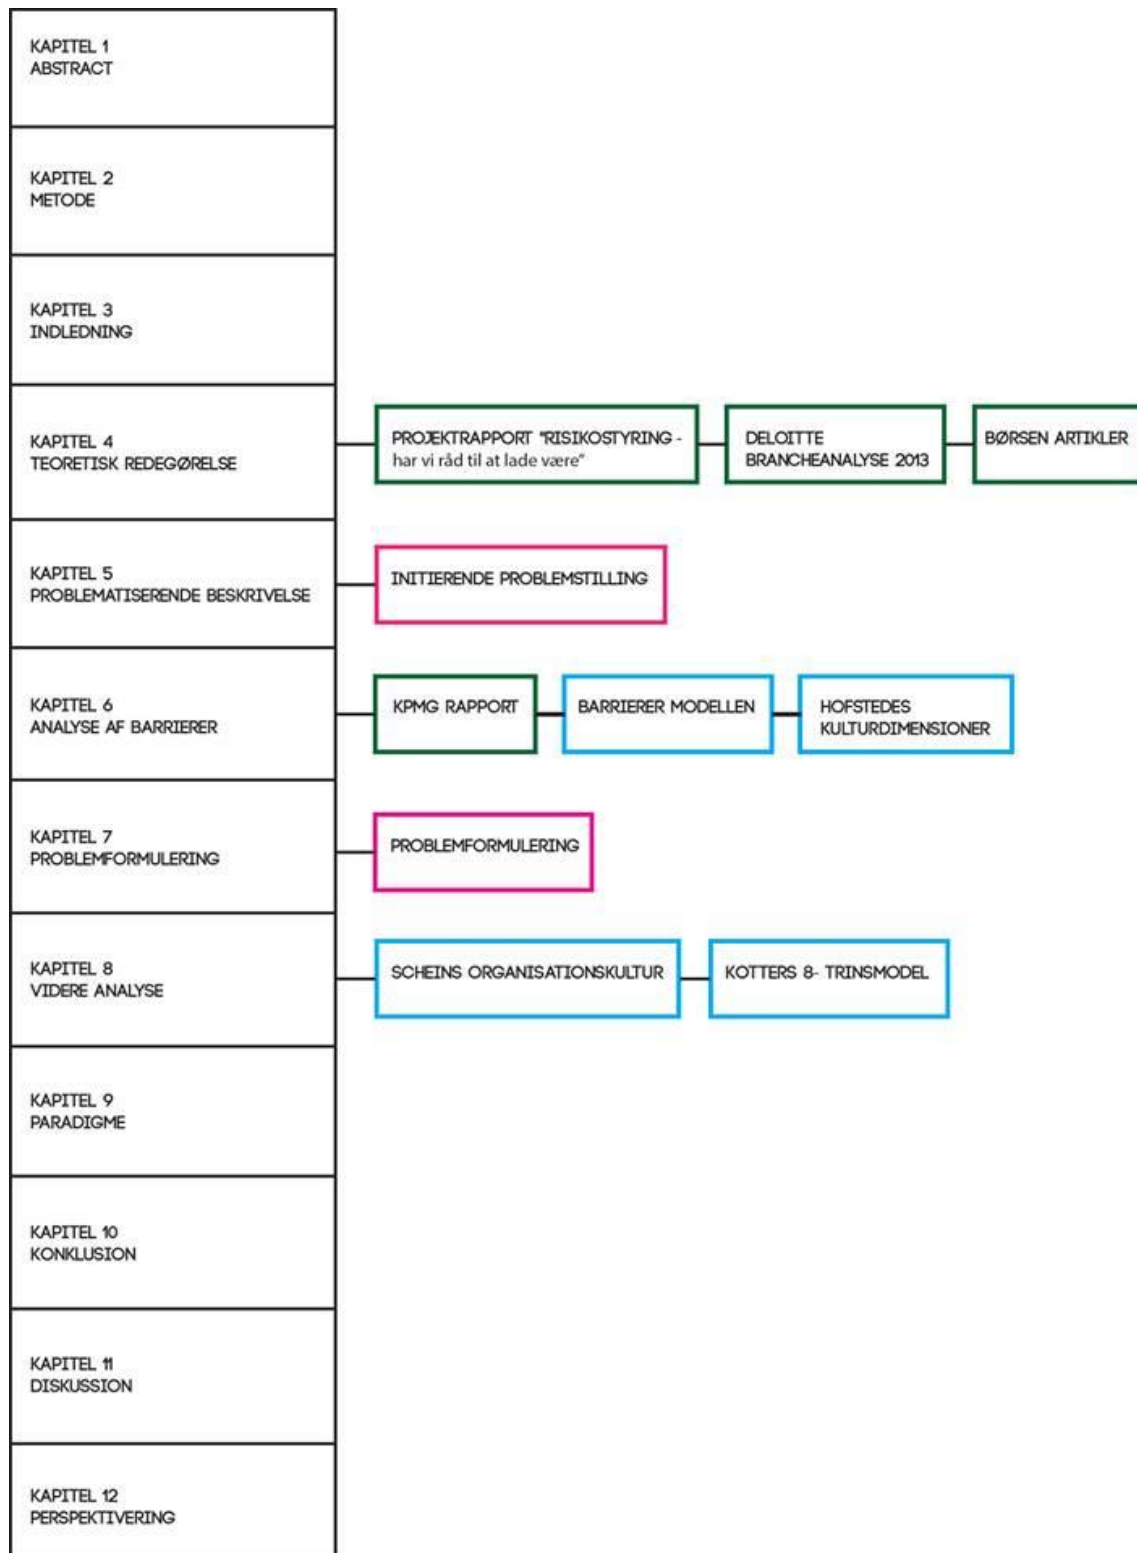 KAPITEL 1
ABSTRACT
KAPITEL 2
METODE
KAPITEL 3
INDLEDNING
KAPITEL 4
TEORETISK REDEGØRELSE
PROJEKTRAPPORT "RISIKOSTYRING -
har vi råd til at lade være"
DELOITTE
BRANCHEANALYSE 2013
BØRSEN ARTIKLER
KAPITEL 5
PROBLEMATISERENDE BESKRIVELSE
INITIERENDE PROBLEMSTILLING
KAPITEL 6
ANALYSE AF BARRIERER
KPMG RAPPORT
BARRIERER MODELLEN
HOFSTEDES
KULTURDIMENSIONER
KAPITEL 7
PROBLEMFORMULERING
PROBLEMFORMULERING
KAPITEL 8
VIDERE ANALYSE
SCHEINS ORGANISATIONSKULTUR
KOTTERS 8- TRINSMODEL
KAPITEL 9
PARADIGME
KAPITEL 10
KONKLUSION
KAPITEL 11
DISKUSSION
KAPITEL 12
PERSPEKTIVERING